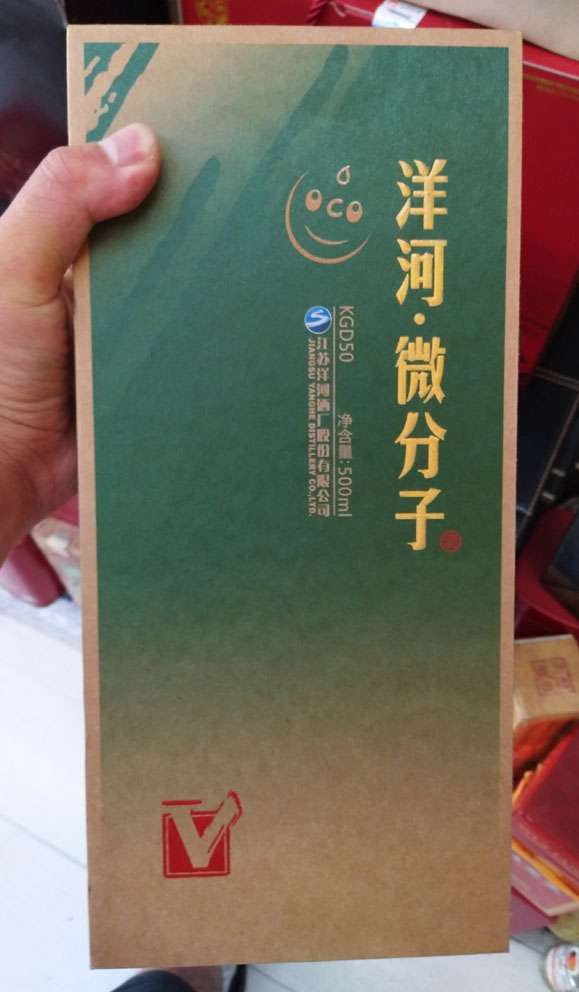 洋河·微分子
oco
KGD50 净含量:500ml
江苏洋河酒厂股份有限公司
JIANGSU YANGHE DISTILLERY CO.,LTD.